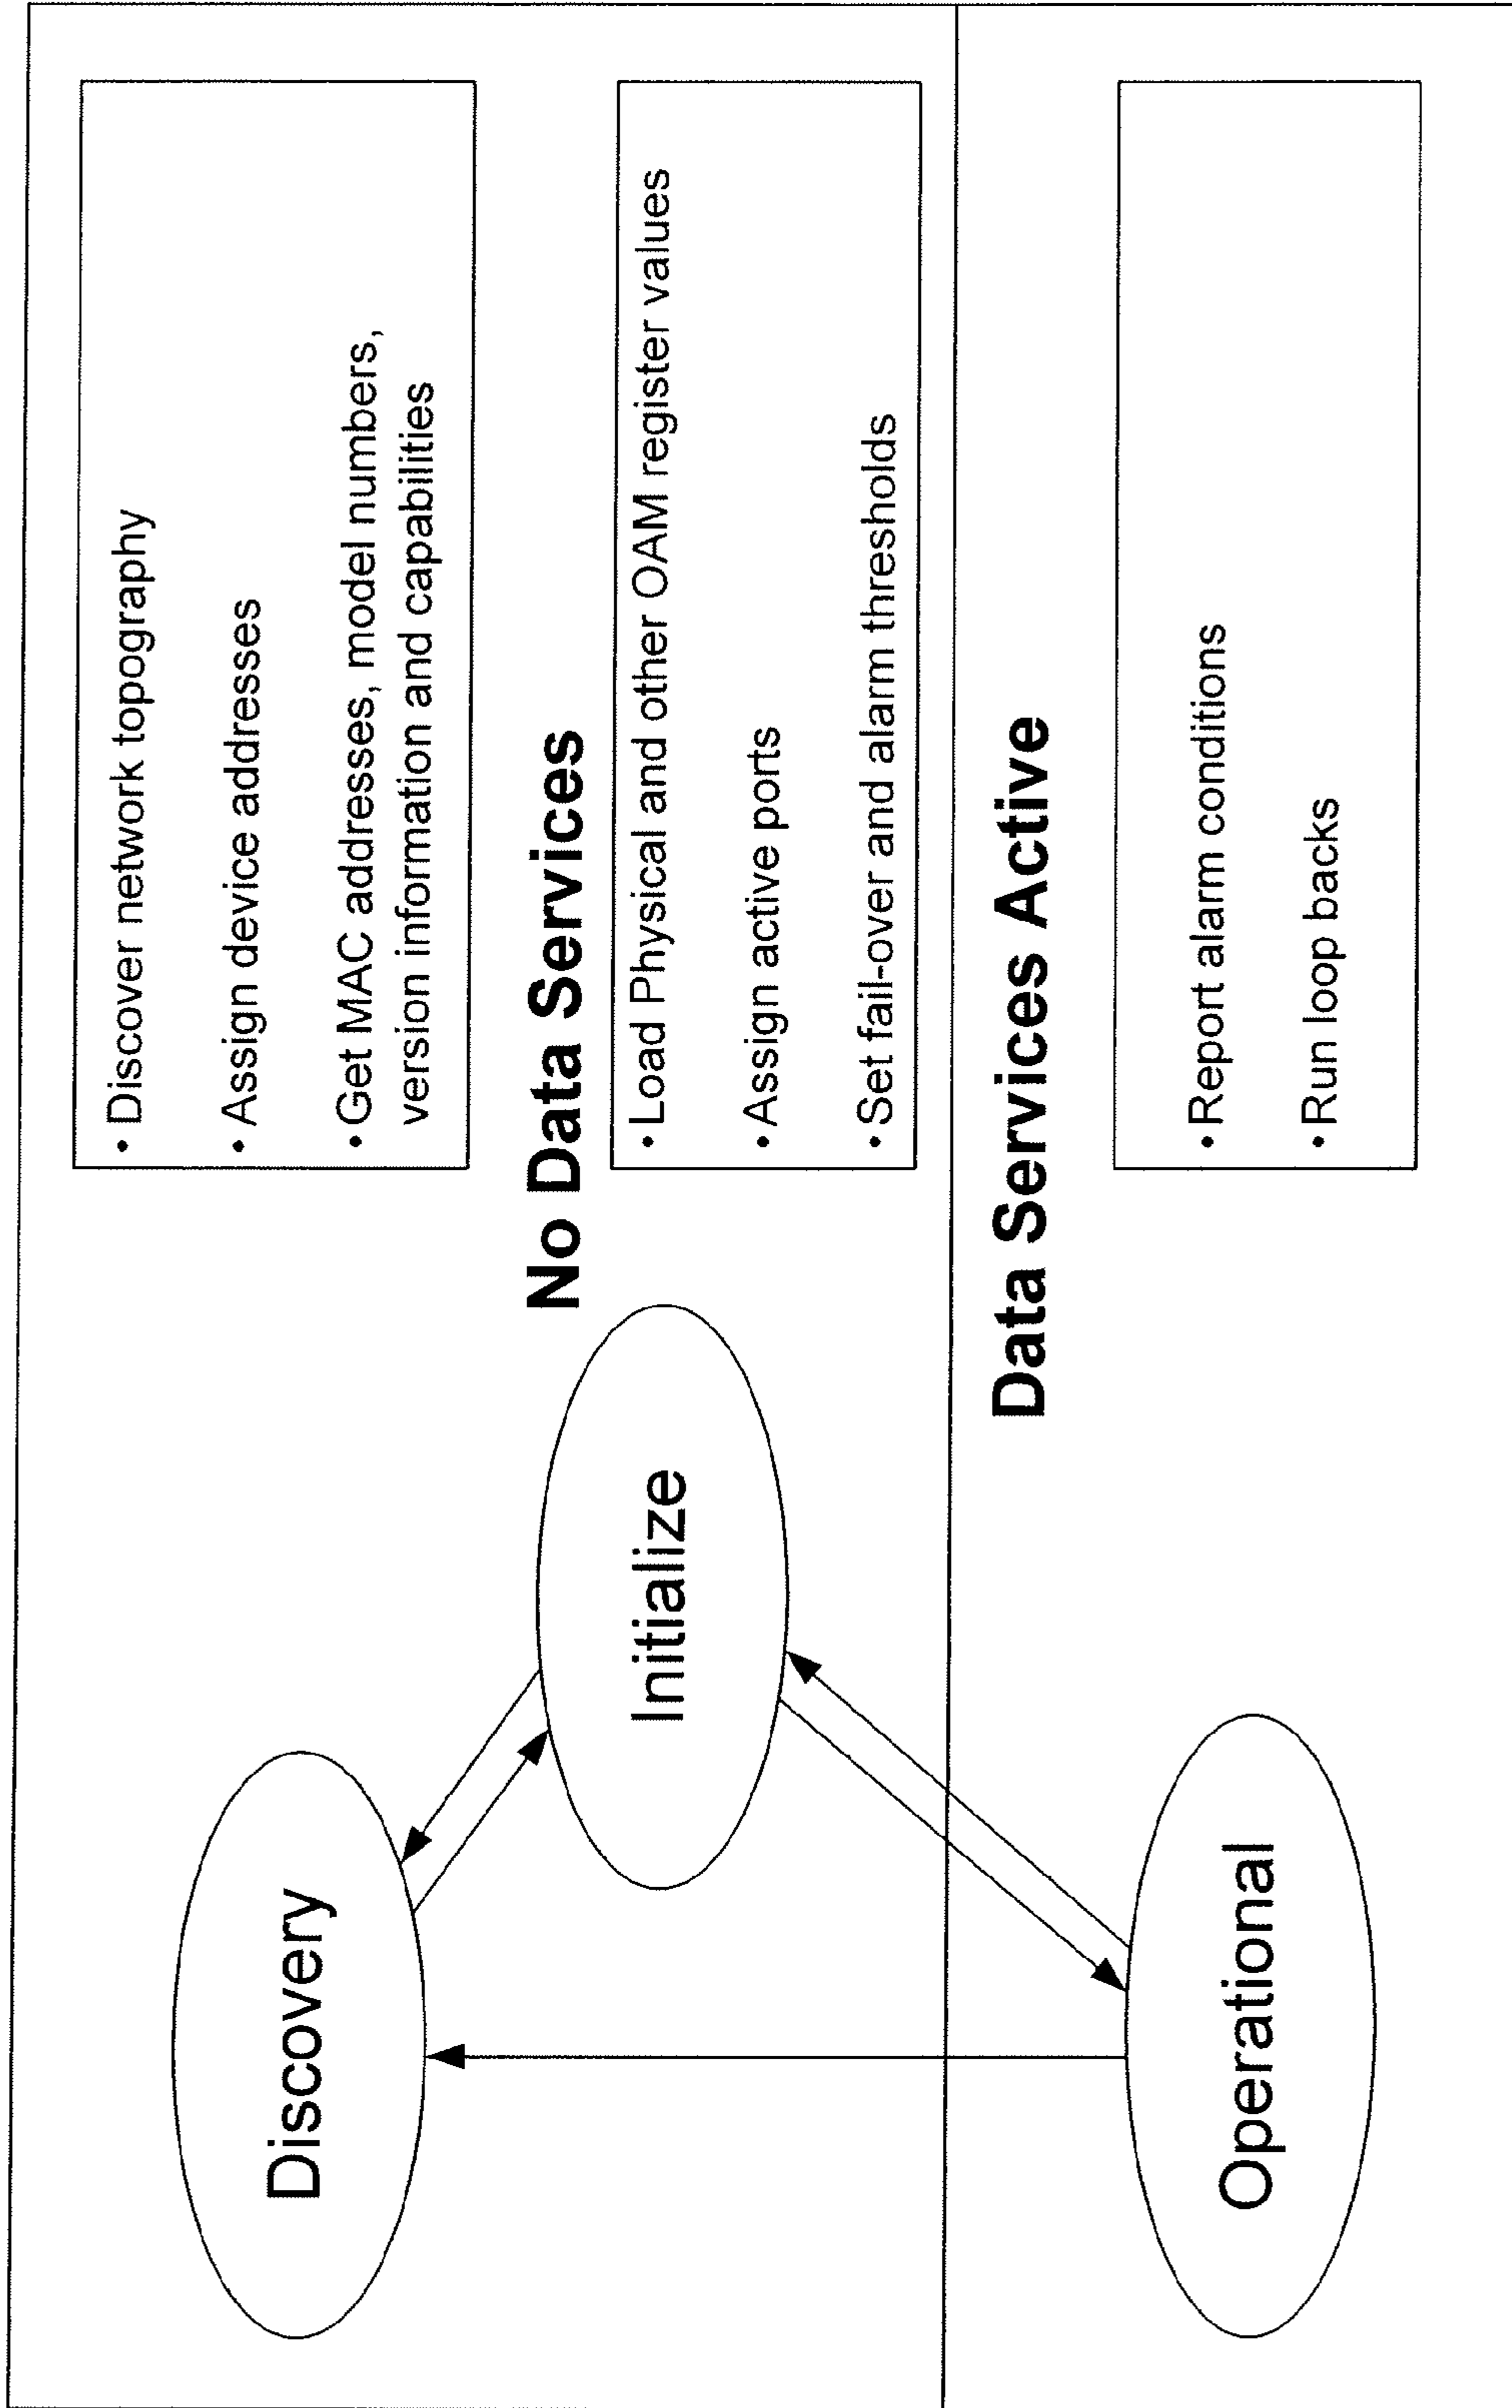 Discovery
• Discover network topography
• Assign device addresses
• Get MAC addresses, model numbers,
version information and capabilities
No Data Services
Initialize
• Load Physical and other OAM register values
• Assign active ports
• Set fail-over and alarm thresholds
Data Services Active
Operational
• Report alarm conditions
• Run loop backs